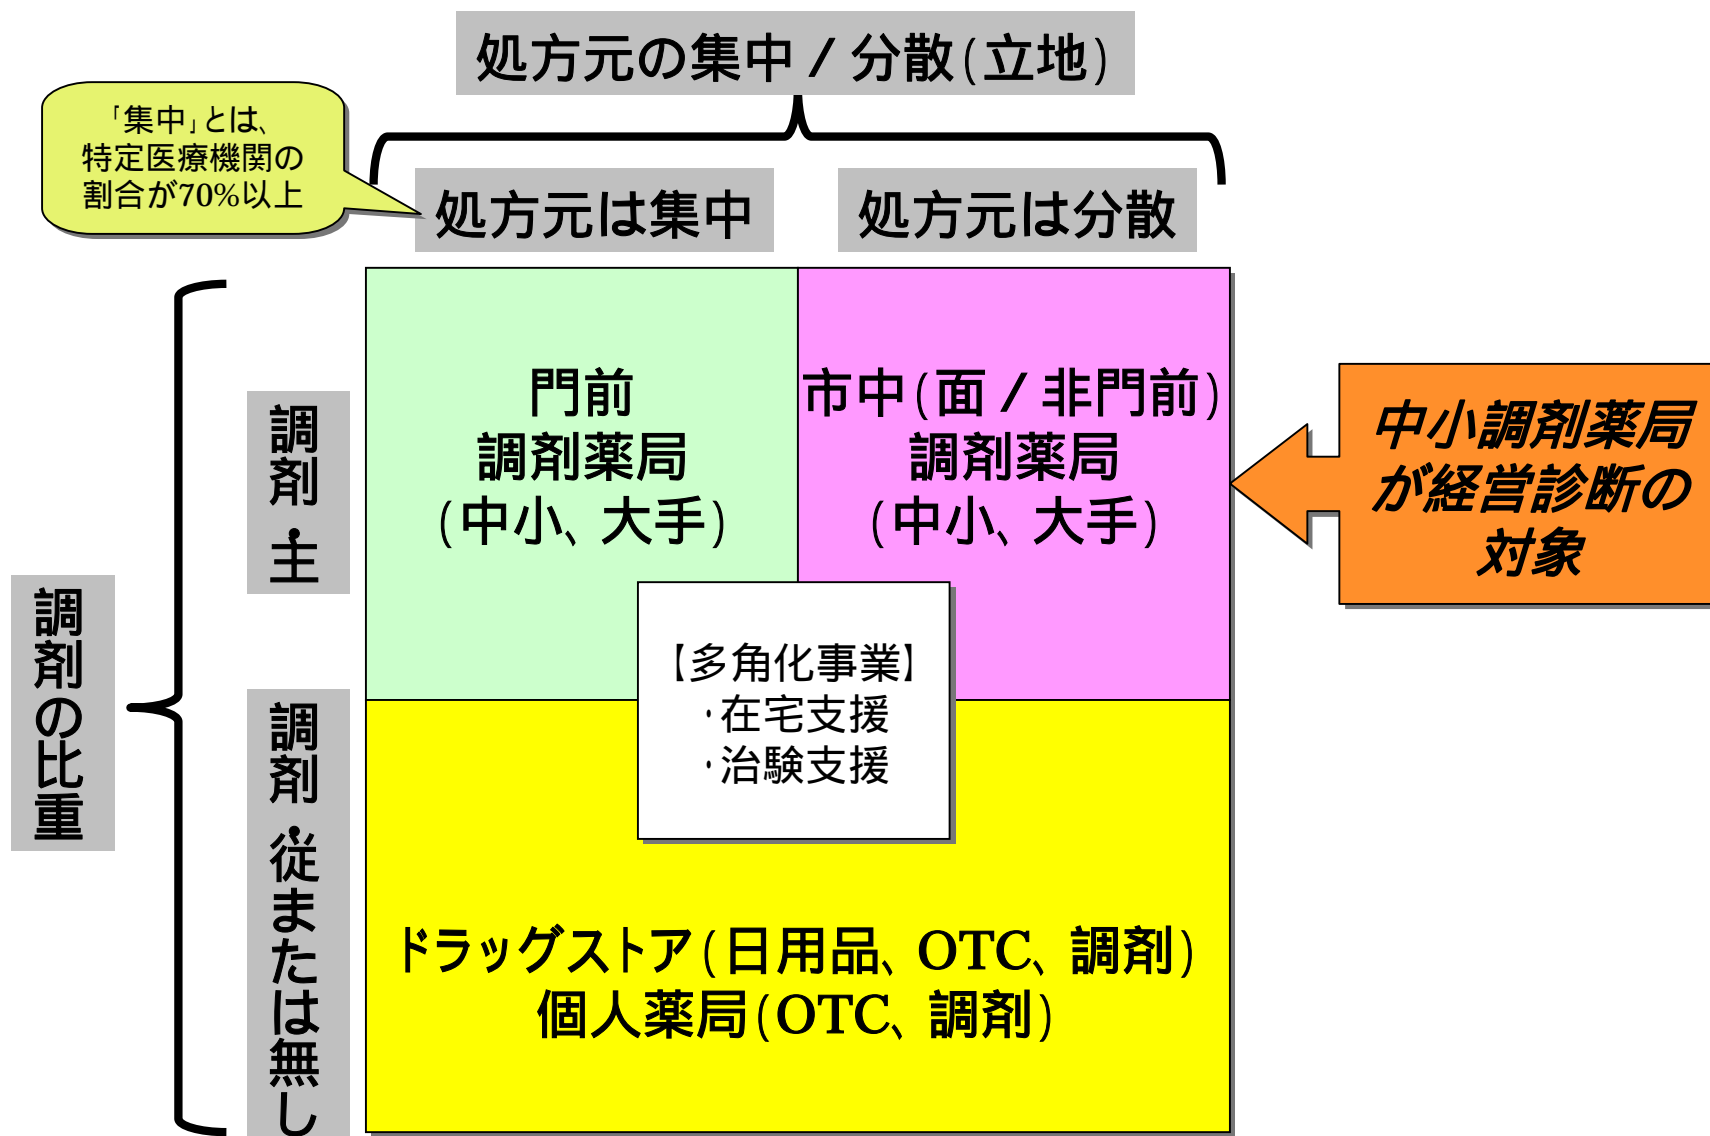 処方元の集中/分散(立地)
「集中」とは、
特定医療機関の
割合が70%以上
処方元は集中
処方元は分散
調剤の比重
調剤・主
調剤・従または無し
門前
調剤薬局
(中小、大手)
市中(面/非門前)
調剤薬局
(中小、大手)
中小調剤薬局
が経営診断の
対象
【多角化事業】
・在宅支援
・治験支援
ドラッグストア(日用品、OTC、調剤)
個人薬局(OTC、調剤)